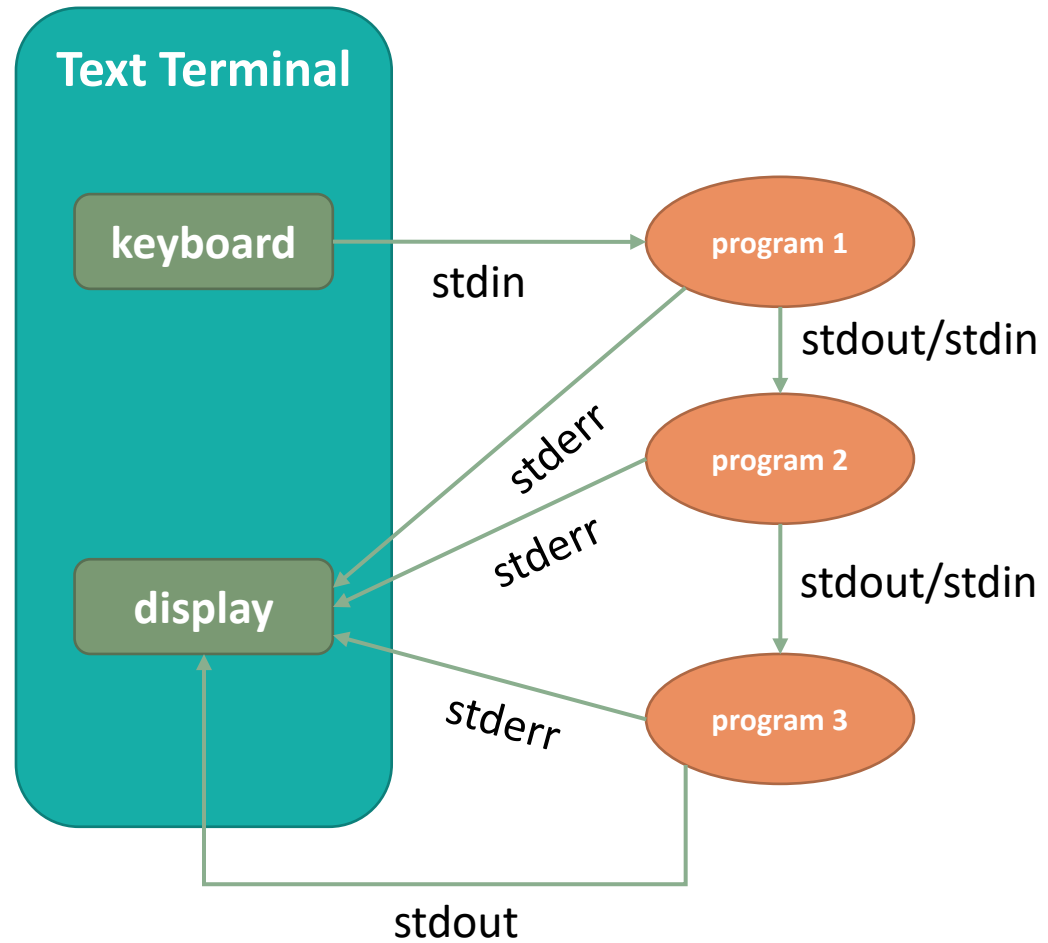 Text Terminal
keyboard
stdin
program 1
stdout/stdin
stderr
program 2
stderr
stdout/stdin
display
stderr
program 3
stdout